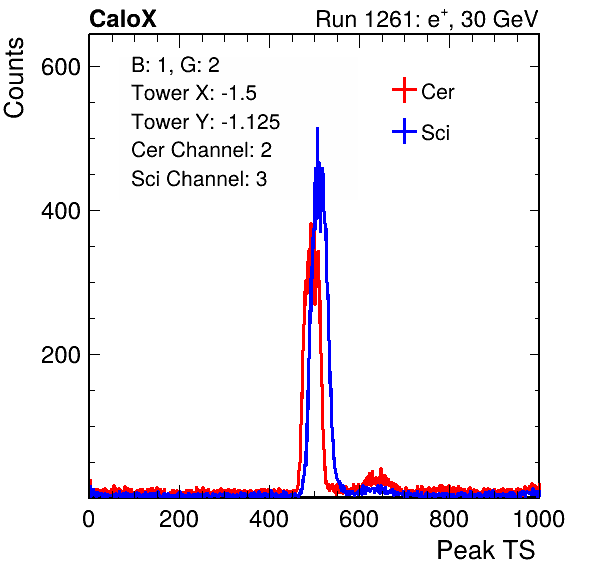 CaloX Run 1261: e⁺, 30 GeV
Counts
B: 1, G: 2
Tower X: -1.5
Tower Y: -1.125
Cer Channel: 2
Sci Channel: 3
Cer
Sci
600
400
200
0 200 400 600 800 1000
Peak TS